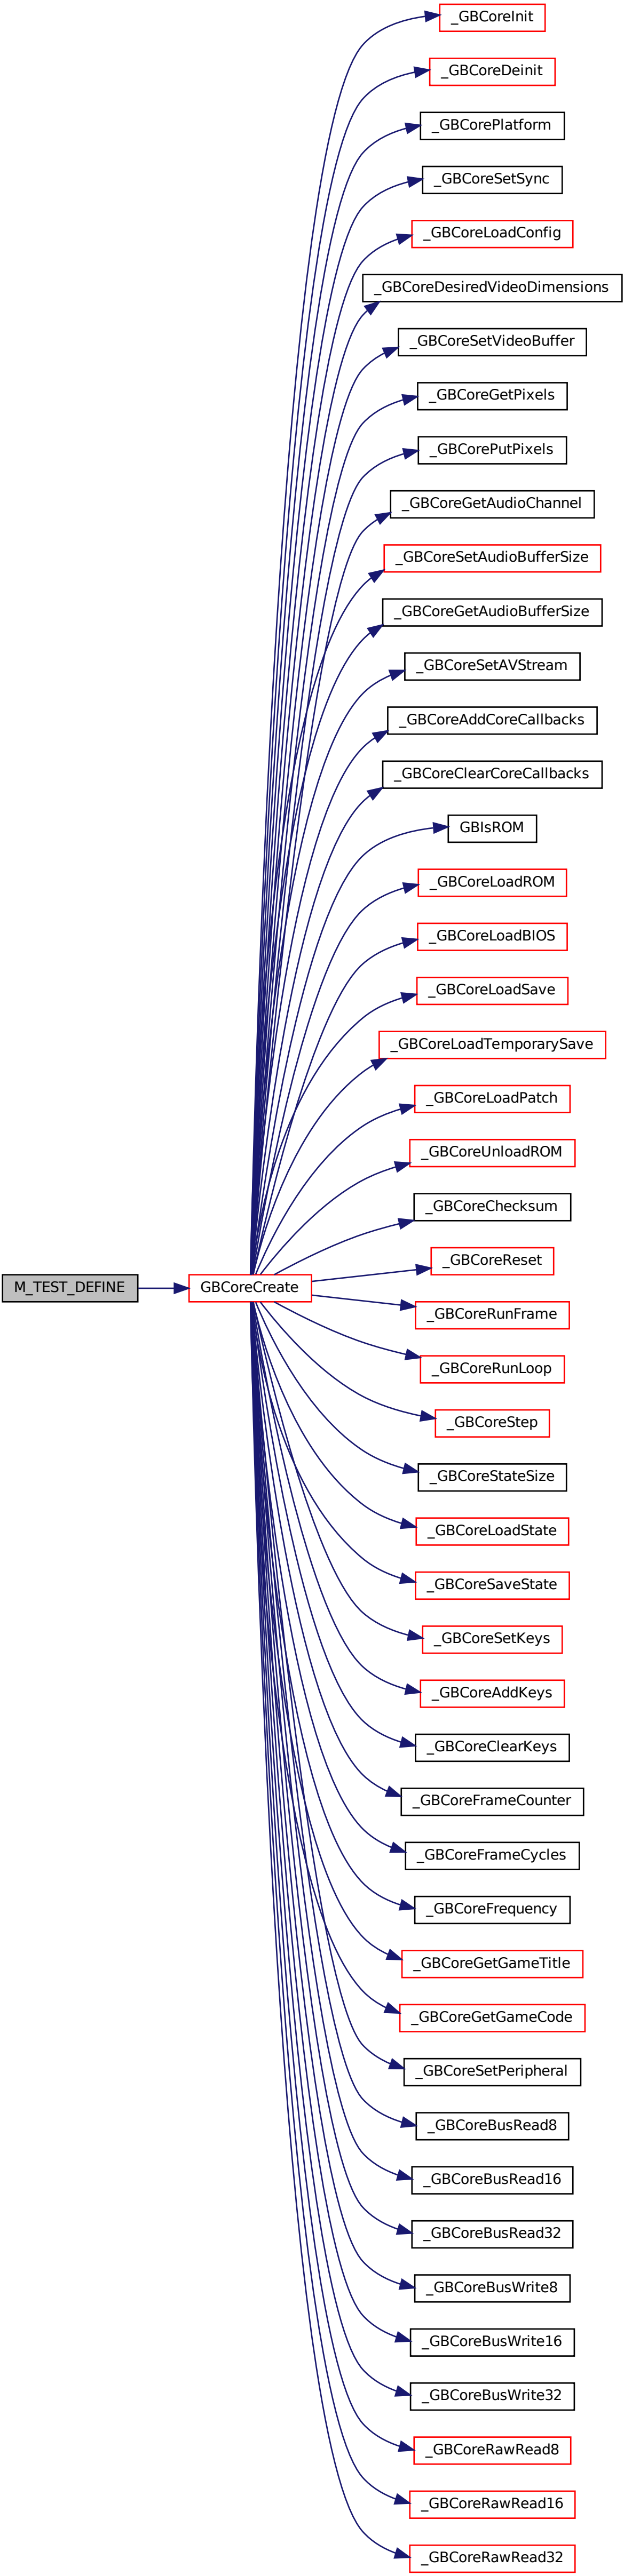 _GBCoreInit
_GBCoreDeinit
_GBCorePlatform
_GBCoreSetSync
_GBCoreLoadConfig
_GBCoreDesiredVideoDimensions
_GBCoreSetVideoBuffer
_GBCoreGetPixels
_GBCorePutPixels
_GBCoreGetAudioChannel
_GBCoreSetAudioBufferSize
_GBCoreGetAudioBufferSize
_GBCoreSetAVStream
_GBCoreAddCoreCallbacks
_GBCoreClearCoreCallbacks
GBIsROM
_GBCoreLoadROM
_GBCoreLoadBIOS
_GBCoreLoadSave
_GBCoreLoadTemporarySave
_GBCoreLoadPatch
_GBCoreUnloadROM
_GBCoreChecksum
_GBCoreReset
M_TEST_DEFINE
GBCoreCreate
_GBCoreRunFrame
_GBCoreRunLoop
_GBCoreStep
_GBCoreStateSize
_GBCoreLoadState
_GBCoreSaveState
_GBCoreSetKeys
_GBCoreAddKeys
_GBCoreClearKeys
_GBCoreFrameCounter
_GBCoreFrameCycles
_GBCoreFrequency
_GBCoreGetGameTitle
_GBCoreGetGameCode
_GBCoreSetPeripheral
_GBCoreBusRead8
_GBCoreBusRead16
_GBCoreBusRead32
_GBCoreBusWrite8
_GBCoreBusWrite16
_GBCoreBusWrite32
_GBCoreRawRead8
_GBCoreRawRead16
_GBCoreRawRead32